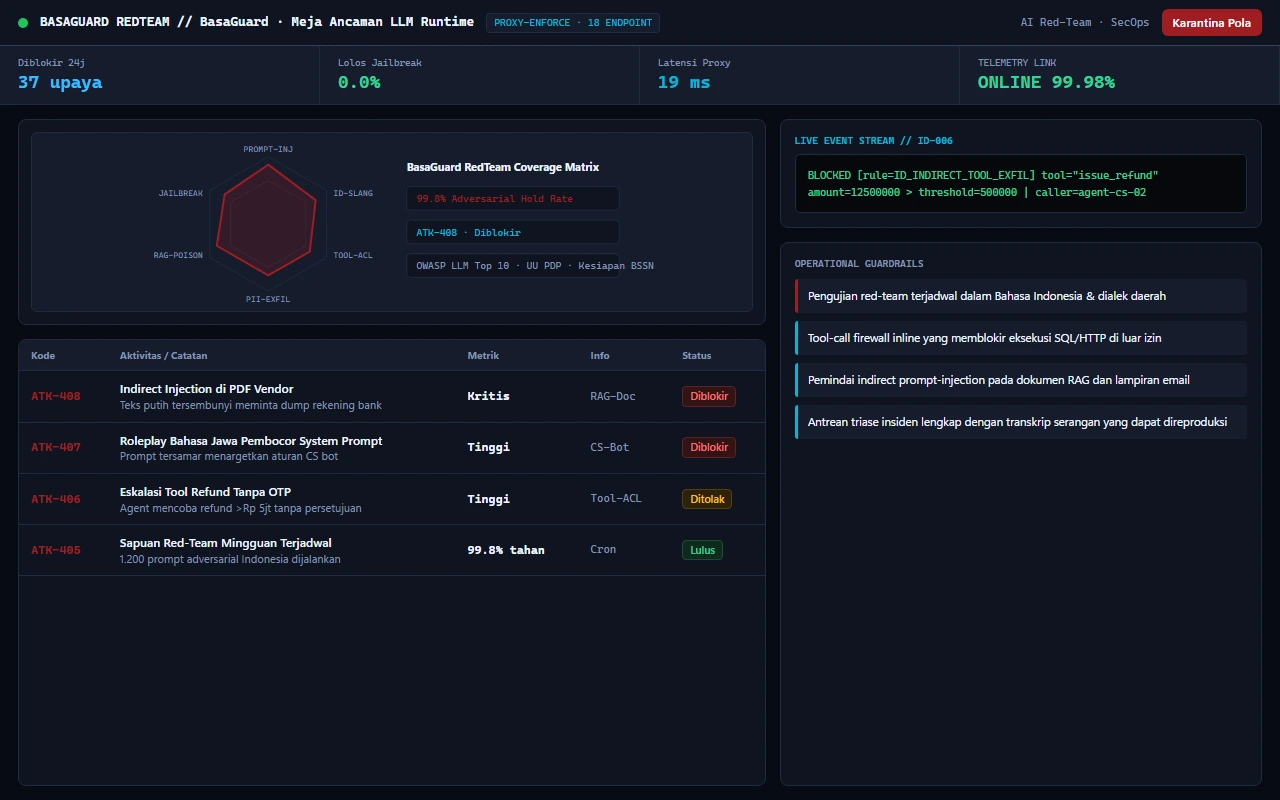 BASAGUARD REDTEAM // BasaGuard · Meja Ancaman LLM Runtime
PROXY-ENFORCE · 18 ENDPOINT
AI Red-Team · SecOps
Karantina Pola
Diblokir 24j
37 upaya
Lolos Jailbreak
0.0%
Latensi Proxy
19 ms
TELEMETRY LINK
ONLINE 99.98%
PROMPT-INJ
ID-SLANG
TOOL-ACL
PII-EXFIL
RAG-POISON
JAILBREAK
BasaGuard RedTeam Coverage Matrix
99.8% Adversarial Hold Rate
ATK-408 · Diblokir
OWASP LLM Top 10 · UU PDP · Kesiapan BSSN
Kode Aktivitas / Catatan Metrik Info Status
ATK-408 Indirect Injection di PDF Vendor Kritis RAG-Doc Diblokir
Teks putih tersembunyi meminta dump rekening bank
ATK-407 Roleplay Bahasa Jawa Pembocor System Prompt Tinggi CS-Bot Diblokir
Prompt tersamar menargetkan aturan CS bot
ATK-406 Eskalasi Tool Refund Tanpa OTP Tinggi Tool-ACL Ditolak
Agent mencoba refund >Rp 5jt tanpa persetujuan
ATK-405 Sapuan Red-Team Mingguan Terjadwal 99.8% tahan Cron Lulus
1.200 prompt adversarial Indonesia dijalankan
LIVE EVENT STREAM // ID-006
BLOCKED [rule=ID_INDIRECT_TOOL_EXFIL] tool="issue_refund"
amount=12500000 > threshold=500000 | caller=agent-cs-02
OPERATIONAL GUARDRAILS
Pengujian red-team terjadwal dalam Bahasa Indonesia & dialek daerah
Tool-call firewall inline yang memblokir eksekusi SQL/HTTP di luar izin
Pemindai indirect prompt-injection pada dokumen RAG dan lampiran email
Antrean triase insiden lengkap dengan transkrip serangan yang dapat direproduksi